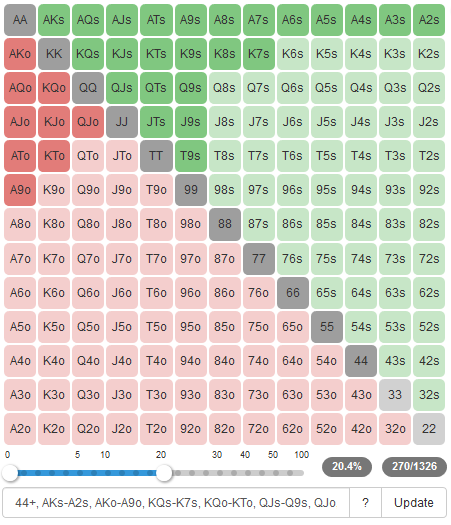 AA AKs AQs AJs ATs A9s A8s A7s A6s A5s A4s A3s A2s
AKo KK KQs KJs KTs K9s K8s K7s K6s K5s K4s K3s K2s
AQo KQo QQ QJs QTs Q9s Q8s Q7s Q6s Q5s Q4s Q3s Q2s
AJo KJo QJo JJ JTs J9s J8s J7s J6s J5s J4s J3s J2s
ATo KTo QTo JTo TT T9s T8s T7s T6s T5s T4s T3s T2s
A9o K9o Q9o J9o T9o 99 98s 97s 96s 95s 94s 93s 92s
A8o K8o Q8o J8o T8o 98o 88 87s 86s 85s 84s 83s 82s
A7o K7o Q7o J7o T7o 97o 87o 77 76s 75s 74s 73s 72s
A6o K6o Q6o J6o T6o 96o 86o 76o 66 65s 64s 63s 62s
A5o K5o Q5o J5o T5o 95o 85o 75o 65o 55 54s 53s 52s
A4o K4o Q4o J4o T4o 94o 84o 74o 64o 54o 44 43s 42s
A3o K3o Q3o J3o T3o 93o 83o 73o 63o 53o 43o 33 32s
A2o K2o Q2o J2o T2o 92o 82o 72o 62o 52o 42o 32o 22
0 5 10 20 30 40 50 100
20.4% 270/1326
44+, AKs-A2s, AKo-A9o, KQs-K7s, KQo-KTo, QJs-Q9s, QJo ? Update